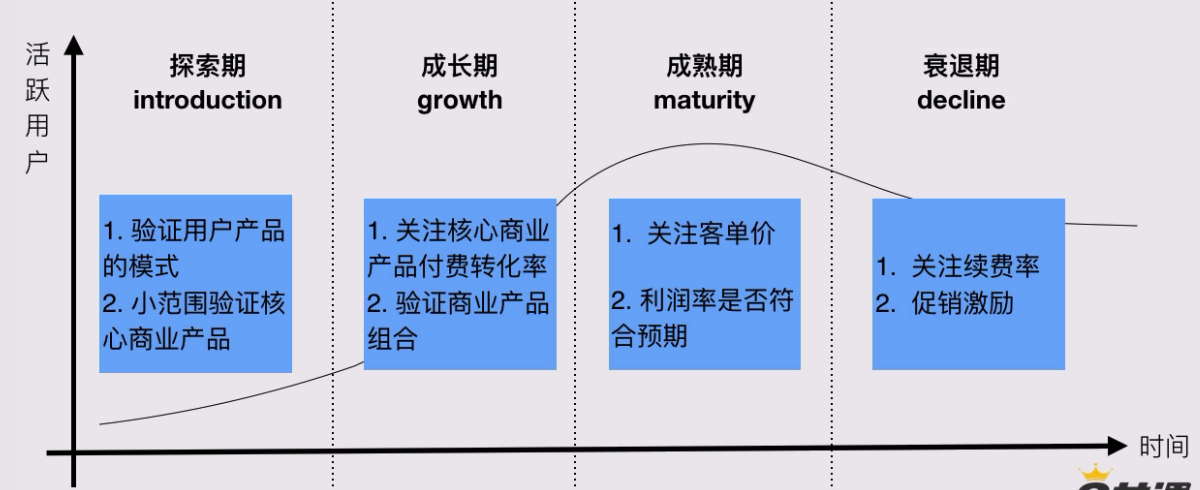 活跃用户
探索期
introduction
成长期
growth
成熟期
maturity
衰退期
decline
1. 验证用户产品
的模式
2. 小范围验证核
心商业产品
1. 关注核心商业
产品付费转化率
2. 验证商业产品
组合
1. 关注客单价
2. 利润率是否符
合预期
1. 关注续费率
2. 促销激励
时间